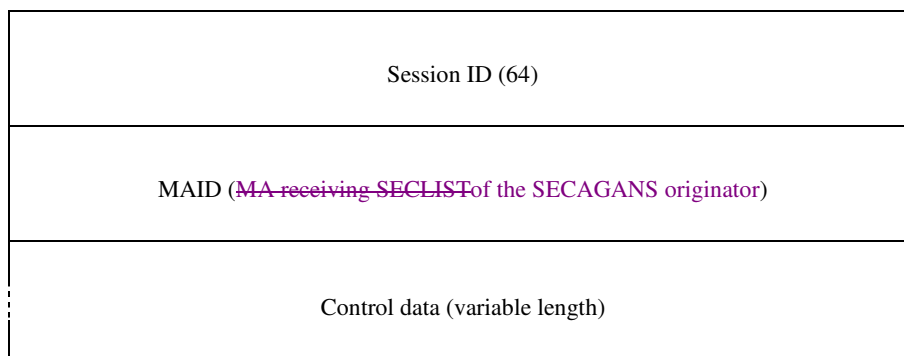 Session ID (64)
MAID (MA receiving SECLISTof the SECAGANS originator)
Control data (variable length)